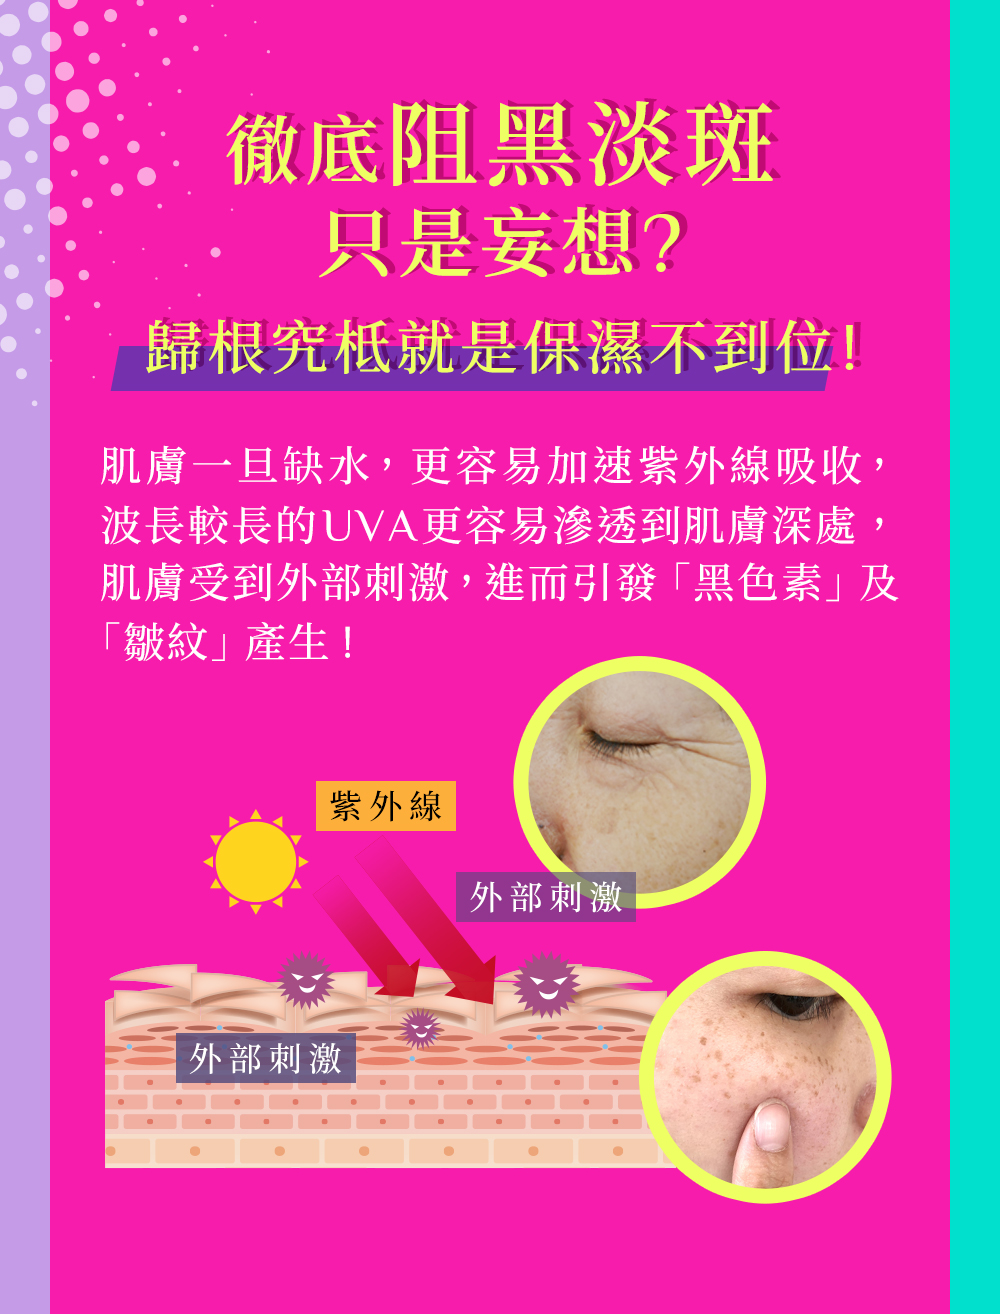 徹底阻黑淡斑
只是妄想?
歸根究柢就是保濕不到位!
肌膚一旦缺水，更容易加速紫外線吸收，
波長較長的UVA更容易滲透到肌膚深處，
肌膚受到外部刺激，進而引發「黑色素」及
「皺紋」產生！
紫外線
外部刺激
外部刺激